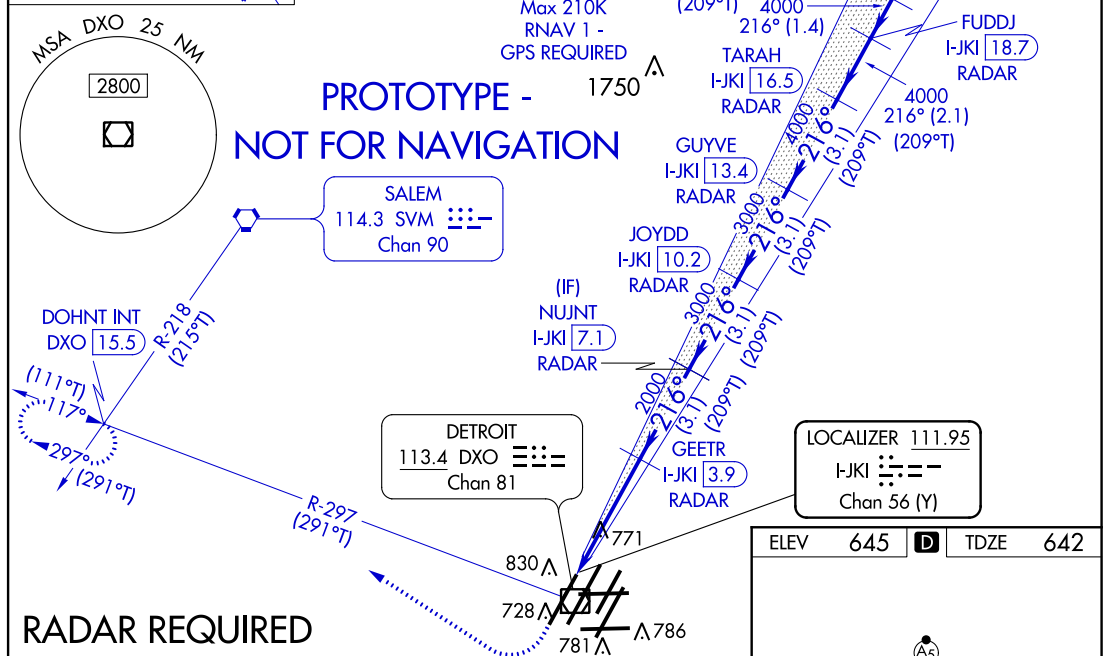 MSA DXO 25 NM
2800
Max 210K
RNAV 1 -
GPS REQUIRED
1750
PROTOTYPE -
NOT FOR NAVIGATION
(209°T)
4000
216° (1.4)
FUDDJ
I-JKI 18.7
RADAR
TARAH
I-JKI 16.5
RADAR
4000
216° (2.1)
(209°T)
4000
216°
(3.1)
(209°T)
GUYVE
I-JKI 13.4
RADAR
3000
216°
(3.1)
(209°T)
JOYDD
I-JKI 10.2
RADAR
3000
216°
(3.1)
(209°T)
(IF)
NUJNT
I-JKI 7.1
RADAR
2000
216°
(3.1)
(209°T)
GEETR
I-JKI 3.9
RADAR
SALEM
114.3 SVM
Chan 90
R-218
(215°T)
DOHNT INT
DXO 15.5
(111°T)
117°
297°
(291°T)
R-297
(291°T)
DETROIT
113.4 DXO
Chan 81
LOCALIZER 111.95
I-JKI
Chan 56 (Y)
771
830
728
781
786
RADAR REQUIRED
ELEV 645 D TDZE 642
A5